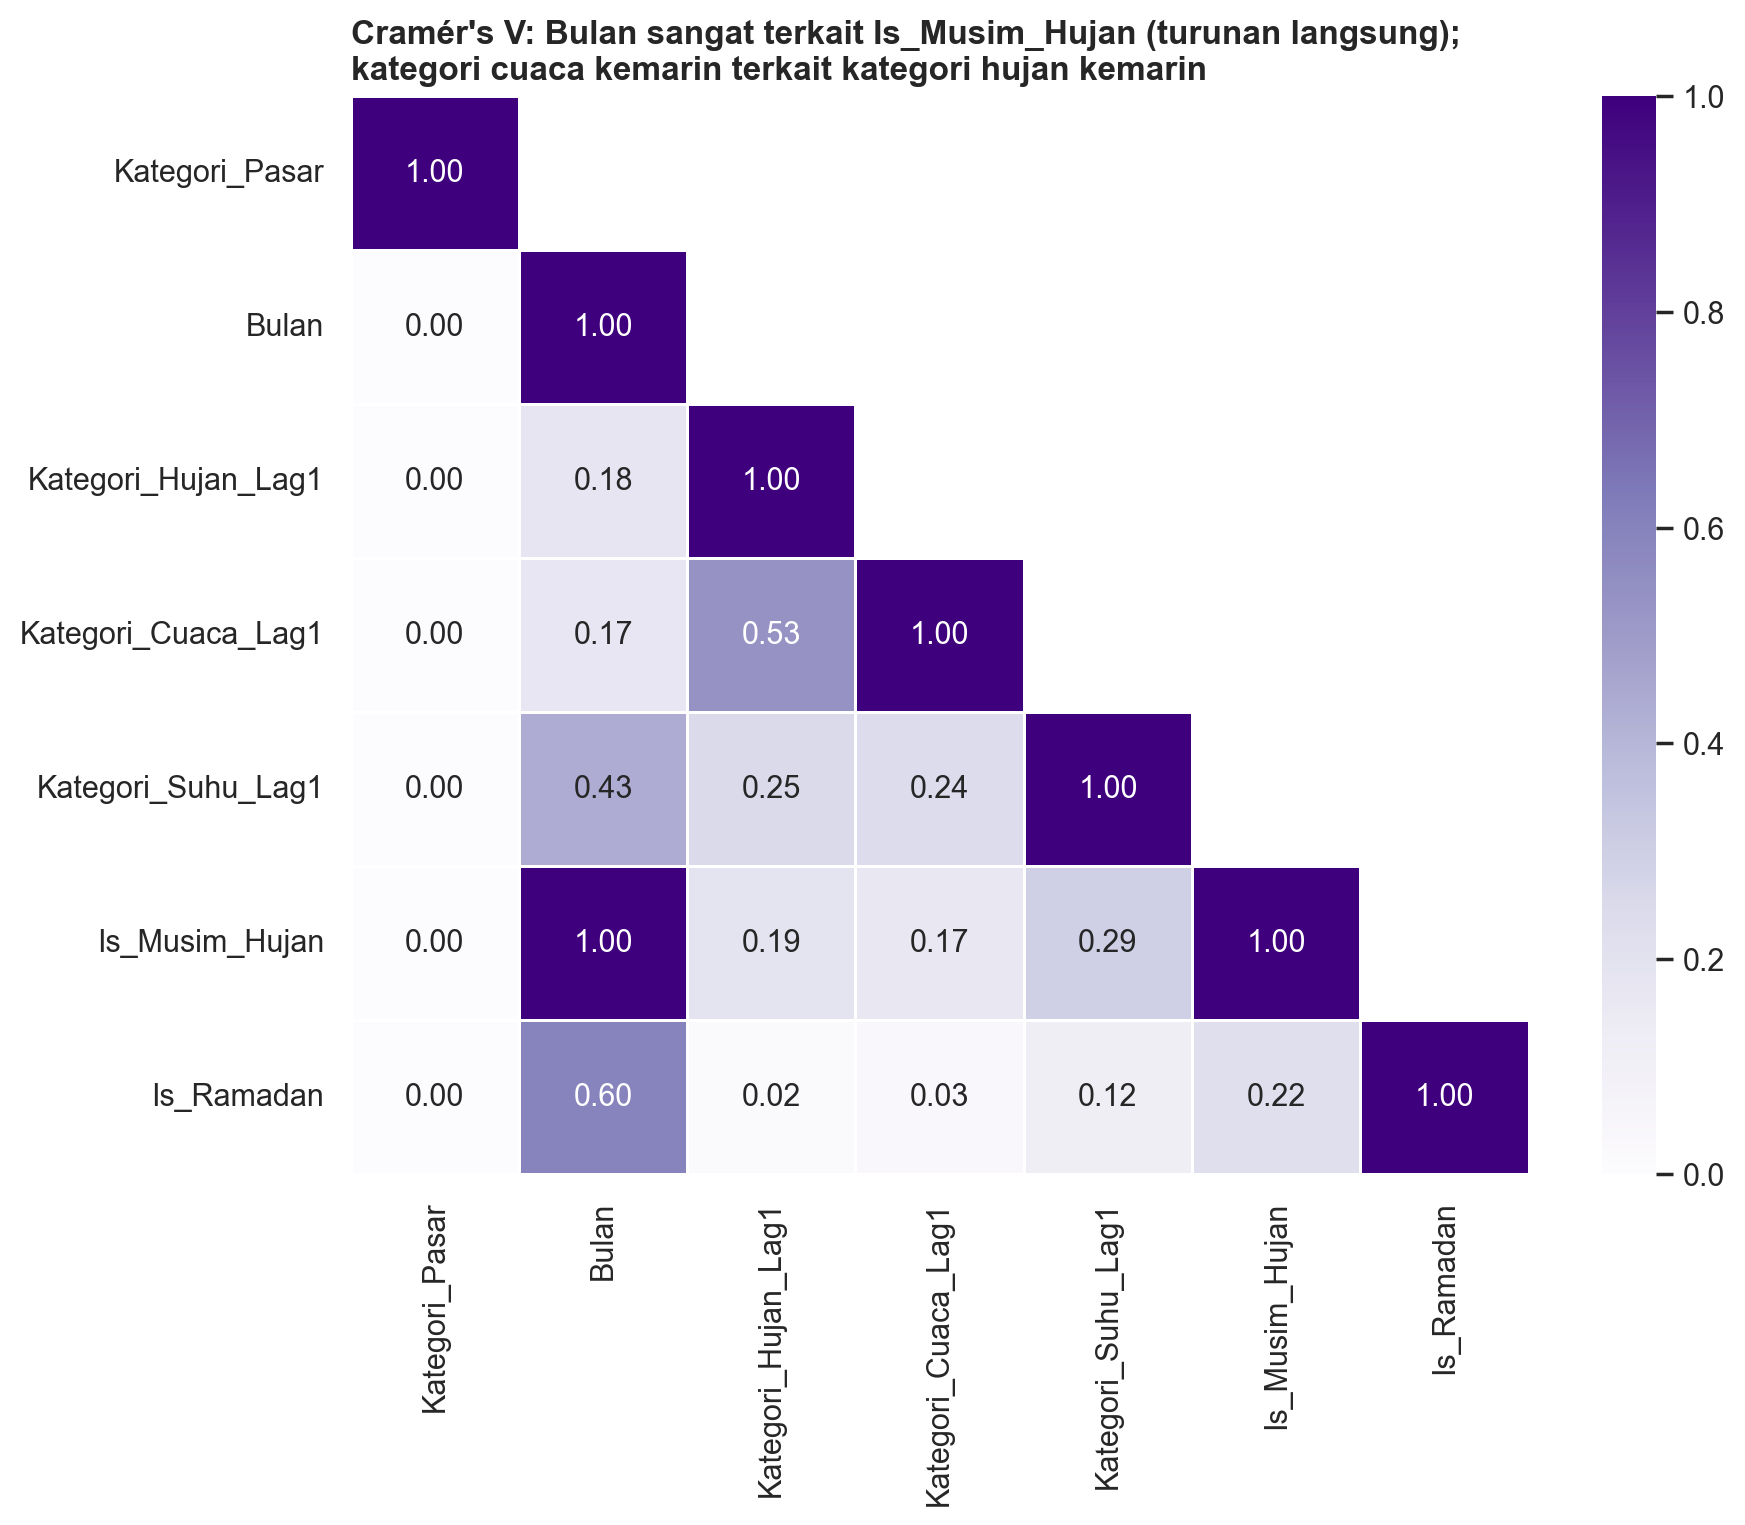 Cramér's V: Bulan sangat terkait Is_Musim_Hujan (turunan langsung);
kategori cuaca kemarin terkait kategori hujan kemarin
Kategori_Pasar 1.00
Bulan 0.00 1.00
Kategori_Hujan_Lag1 0.00 0.18 1.00
Kategori_Cuaca_Lag1 0.00 0.17 0.53 1.00
Kategori_Suhu_Lag1 0.00 0.43 0.25 0.24 1.00
Is_Musim_Hujan 0.00 1.00 0.19 0.17 0.29 1.00
Is_Ramadan 0.00 0.60 0.02 0.03 0.12 0.22 1.00
Kategori_Pasar
Bulan
Kategori_Hujan_Lag1
Kategori_Cuaca_Lag1
Kategori_Suhu_Lag1
Is_Musim_Hujan
Is_Ramadan
1.0
0.8
0.6
0.4
0.2
0.0